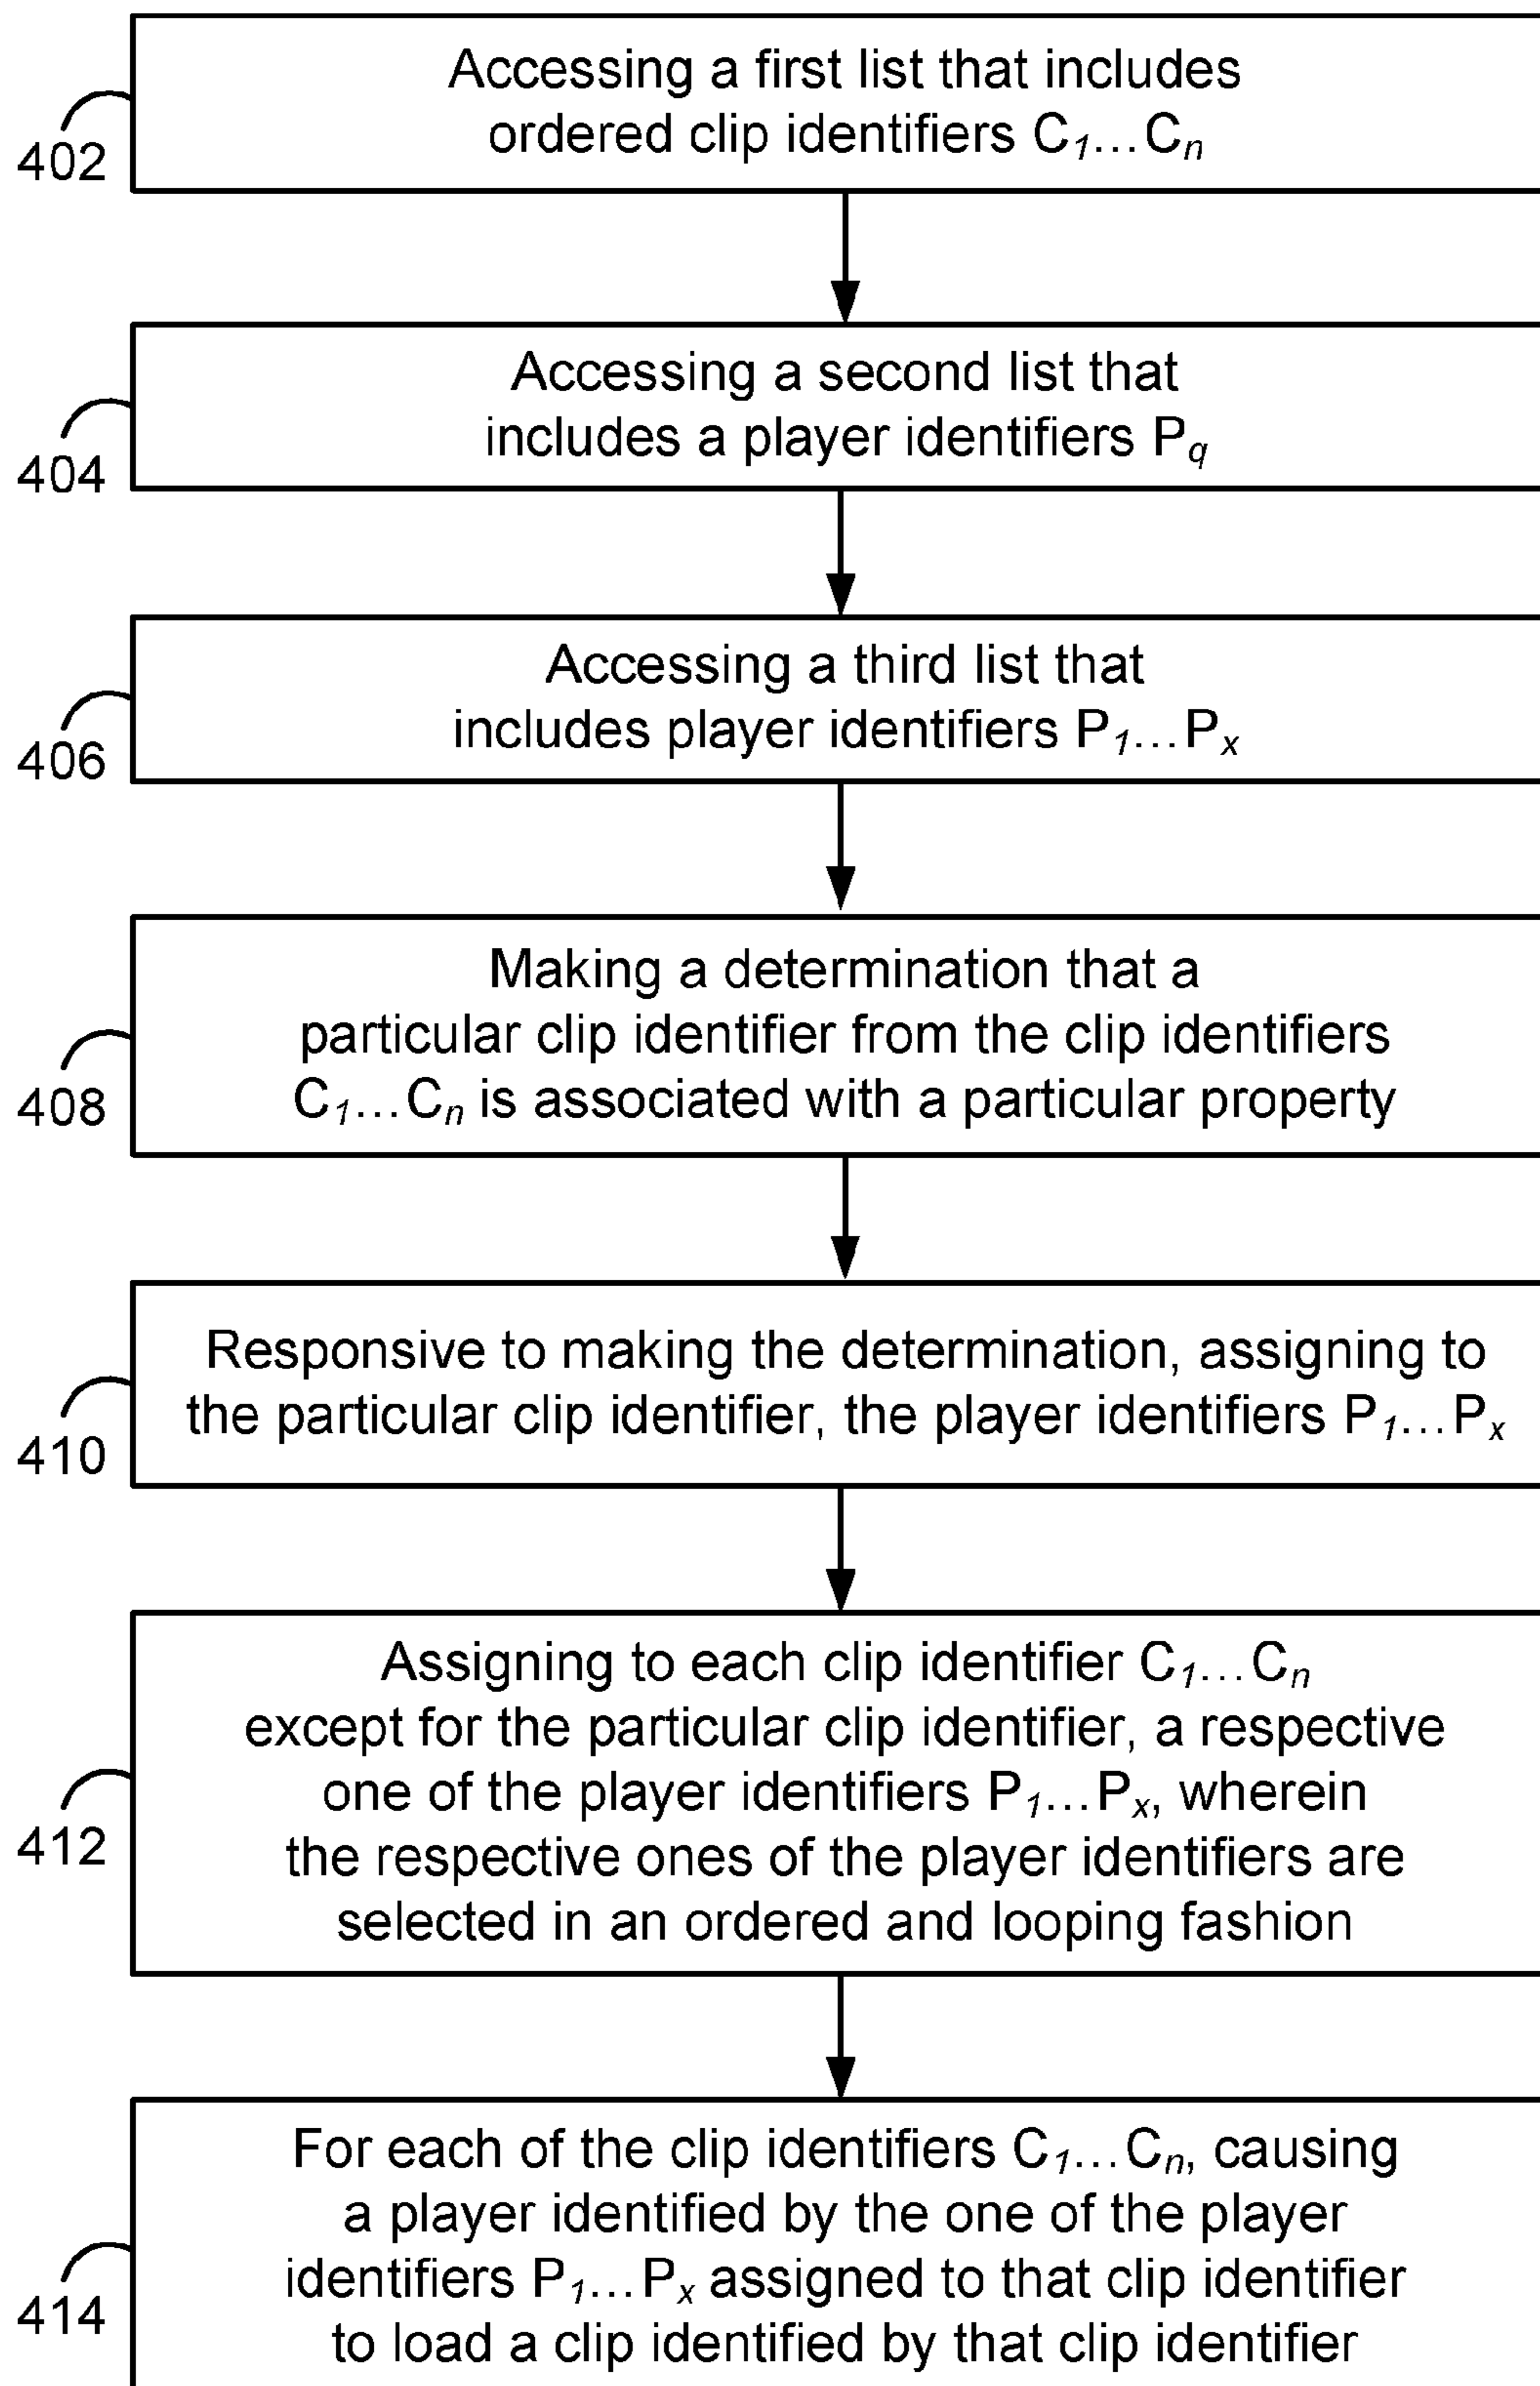 Accessing a first list that includes
ordered clip identifiers C1...Cn
402
Accessing a second list that
includes a player identifiers Pq
404
Accessing a third list that
includes player identifiers P1...Px
406
Making a determination that a
particular clip identifier from the clip identifiers
C1...Cn is associated with a particular property
408
Responsive to making the determination, assigning to
the particular clip identifier, the player identifiers P1...Px
410
Assigning to each clip identifier C1...Cn
except for the particular clip identifier, a respective
one of the player identifiers P1...Px, wherein
the respective ones of the player identifiers are
selected in an ordered and looping fashion
412
For each of the clip identifiers C1...Cn, causing
a player identified by the one of the player
identifiers P1...Px assigned to that clip identifier
to load a clip identified by that clip identifier
414